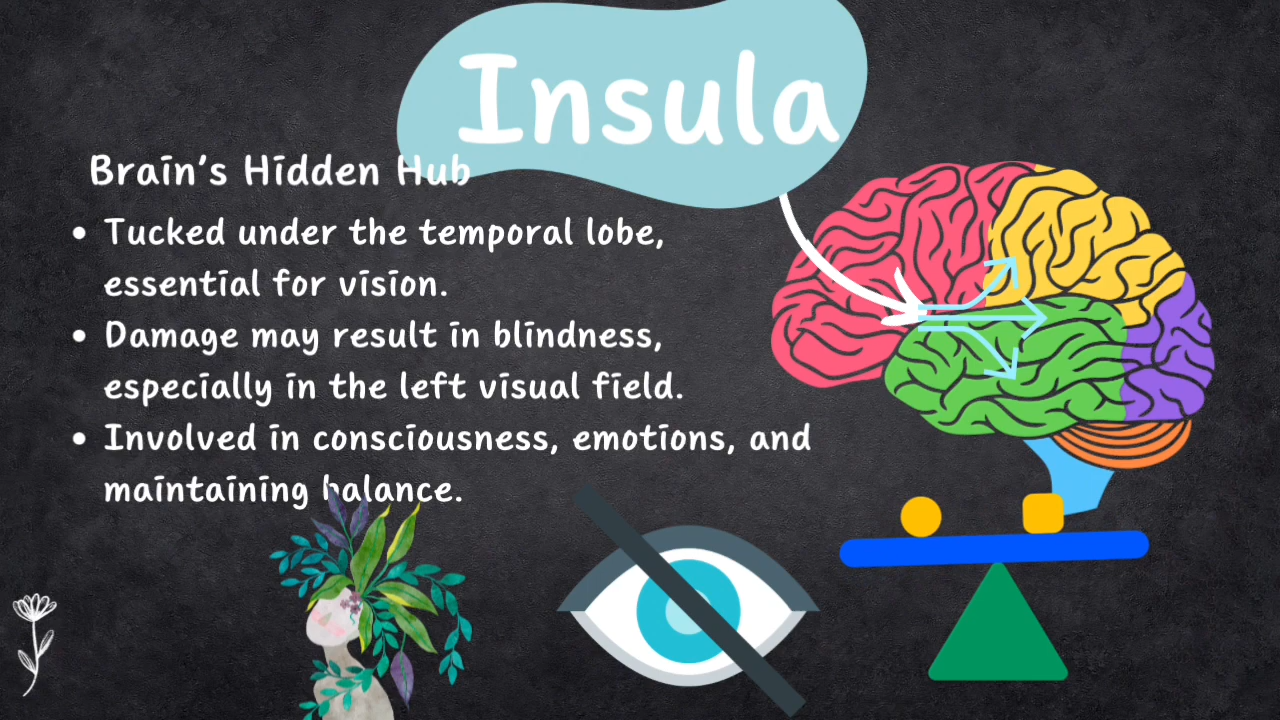 Insula
Brain's Hidden Hub
• Tucked under the temporal lobe,
essential for vision.
• Damage may result in blindness,
especially in the left visual field.
• Involved in consciousness, emotions, and
maintaining balance.